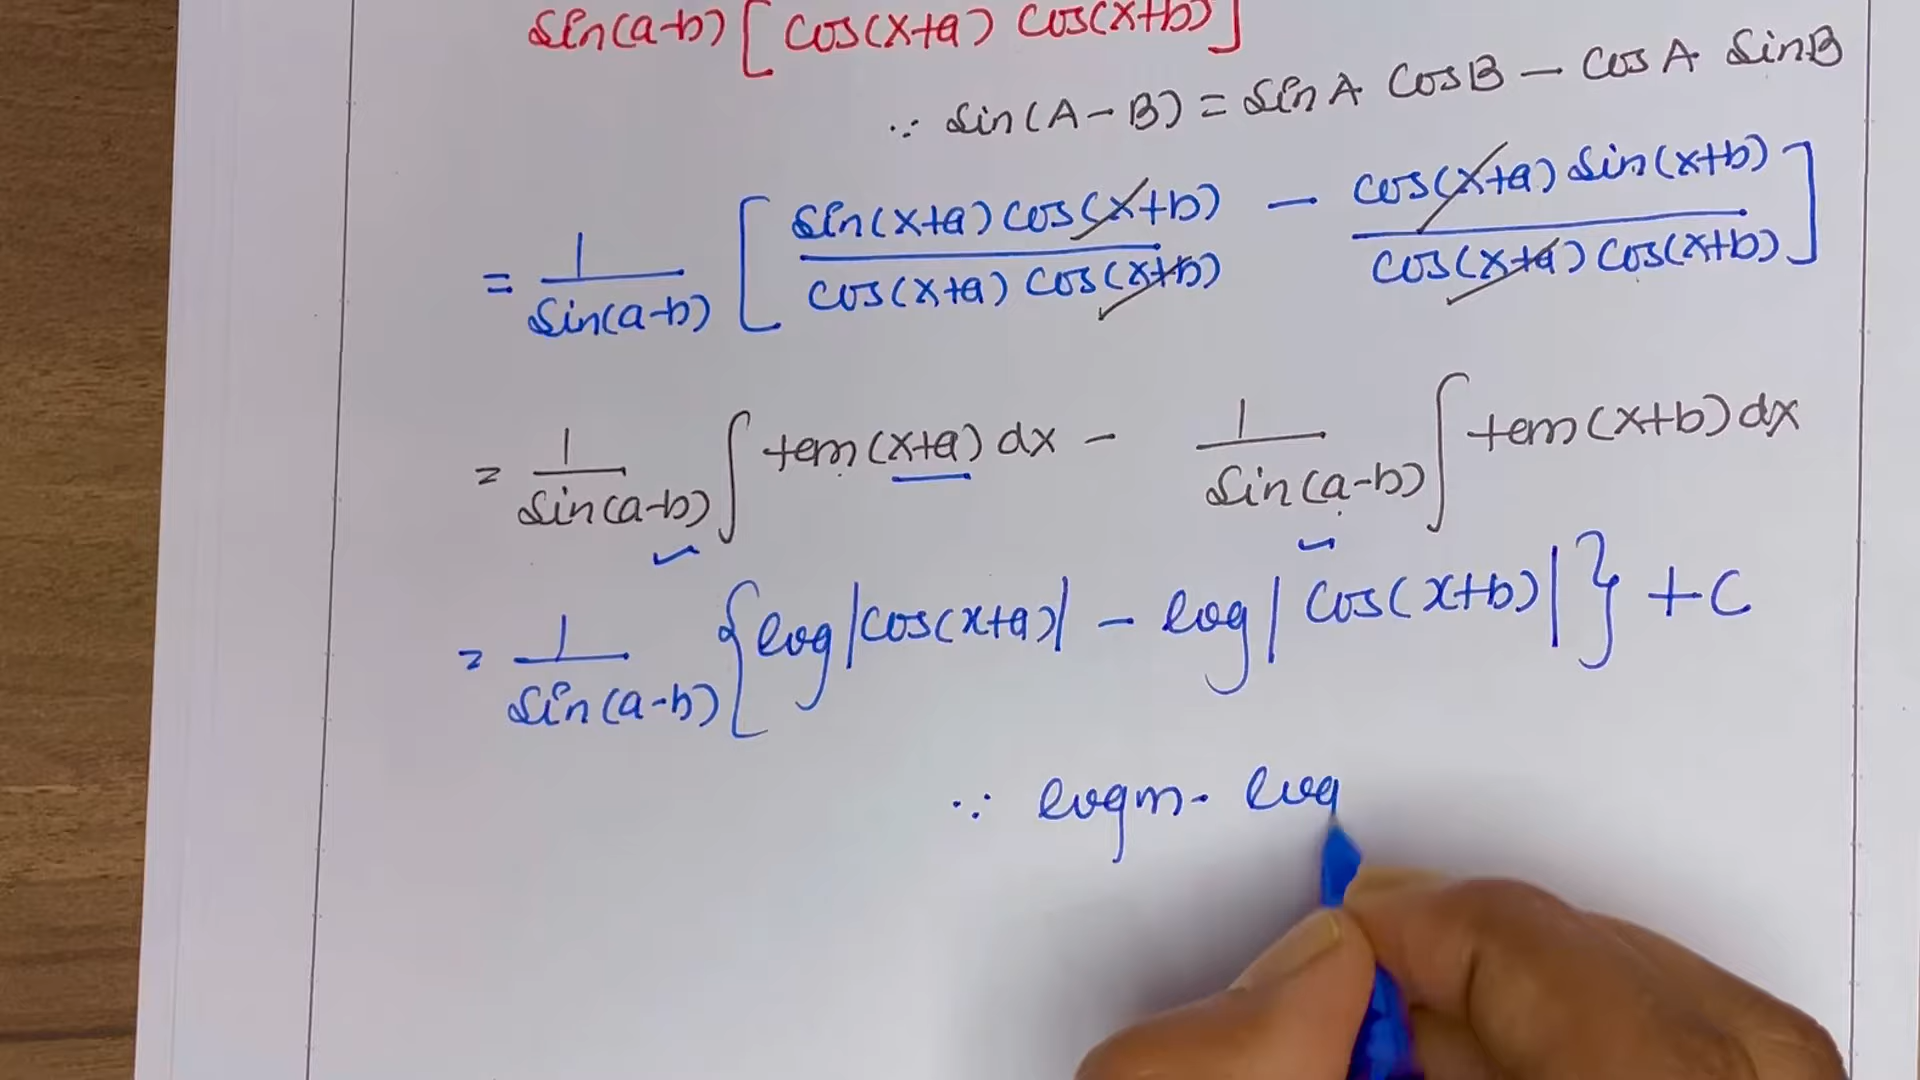 sin(a-b) [ cos(x+a) cos(x+b) ]
∵ sin(A-B) = sin A cos B - cos A sin B
= 1/sin(a-b) [ sin(x+a) cos(x+b) / cos(x+a) cos(x+b) - cos(x+a) sin(x+b) / cos(x+a) cos(x+b) ]
= 1/sin(a-b) ∫ tan(x+a) dx - 1/sin(a-b) ∫ tan(x+b) dx
= 1/sin(a-b) { log|cos(x+a)| - log|cos(x+b)| } + c
∵ log m - log